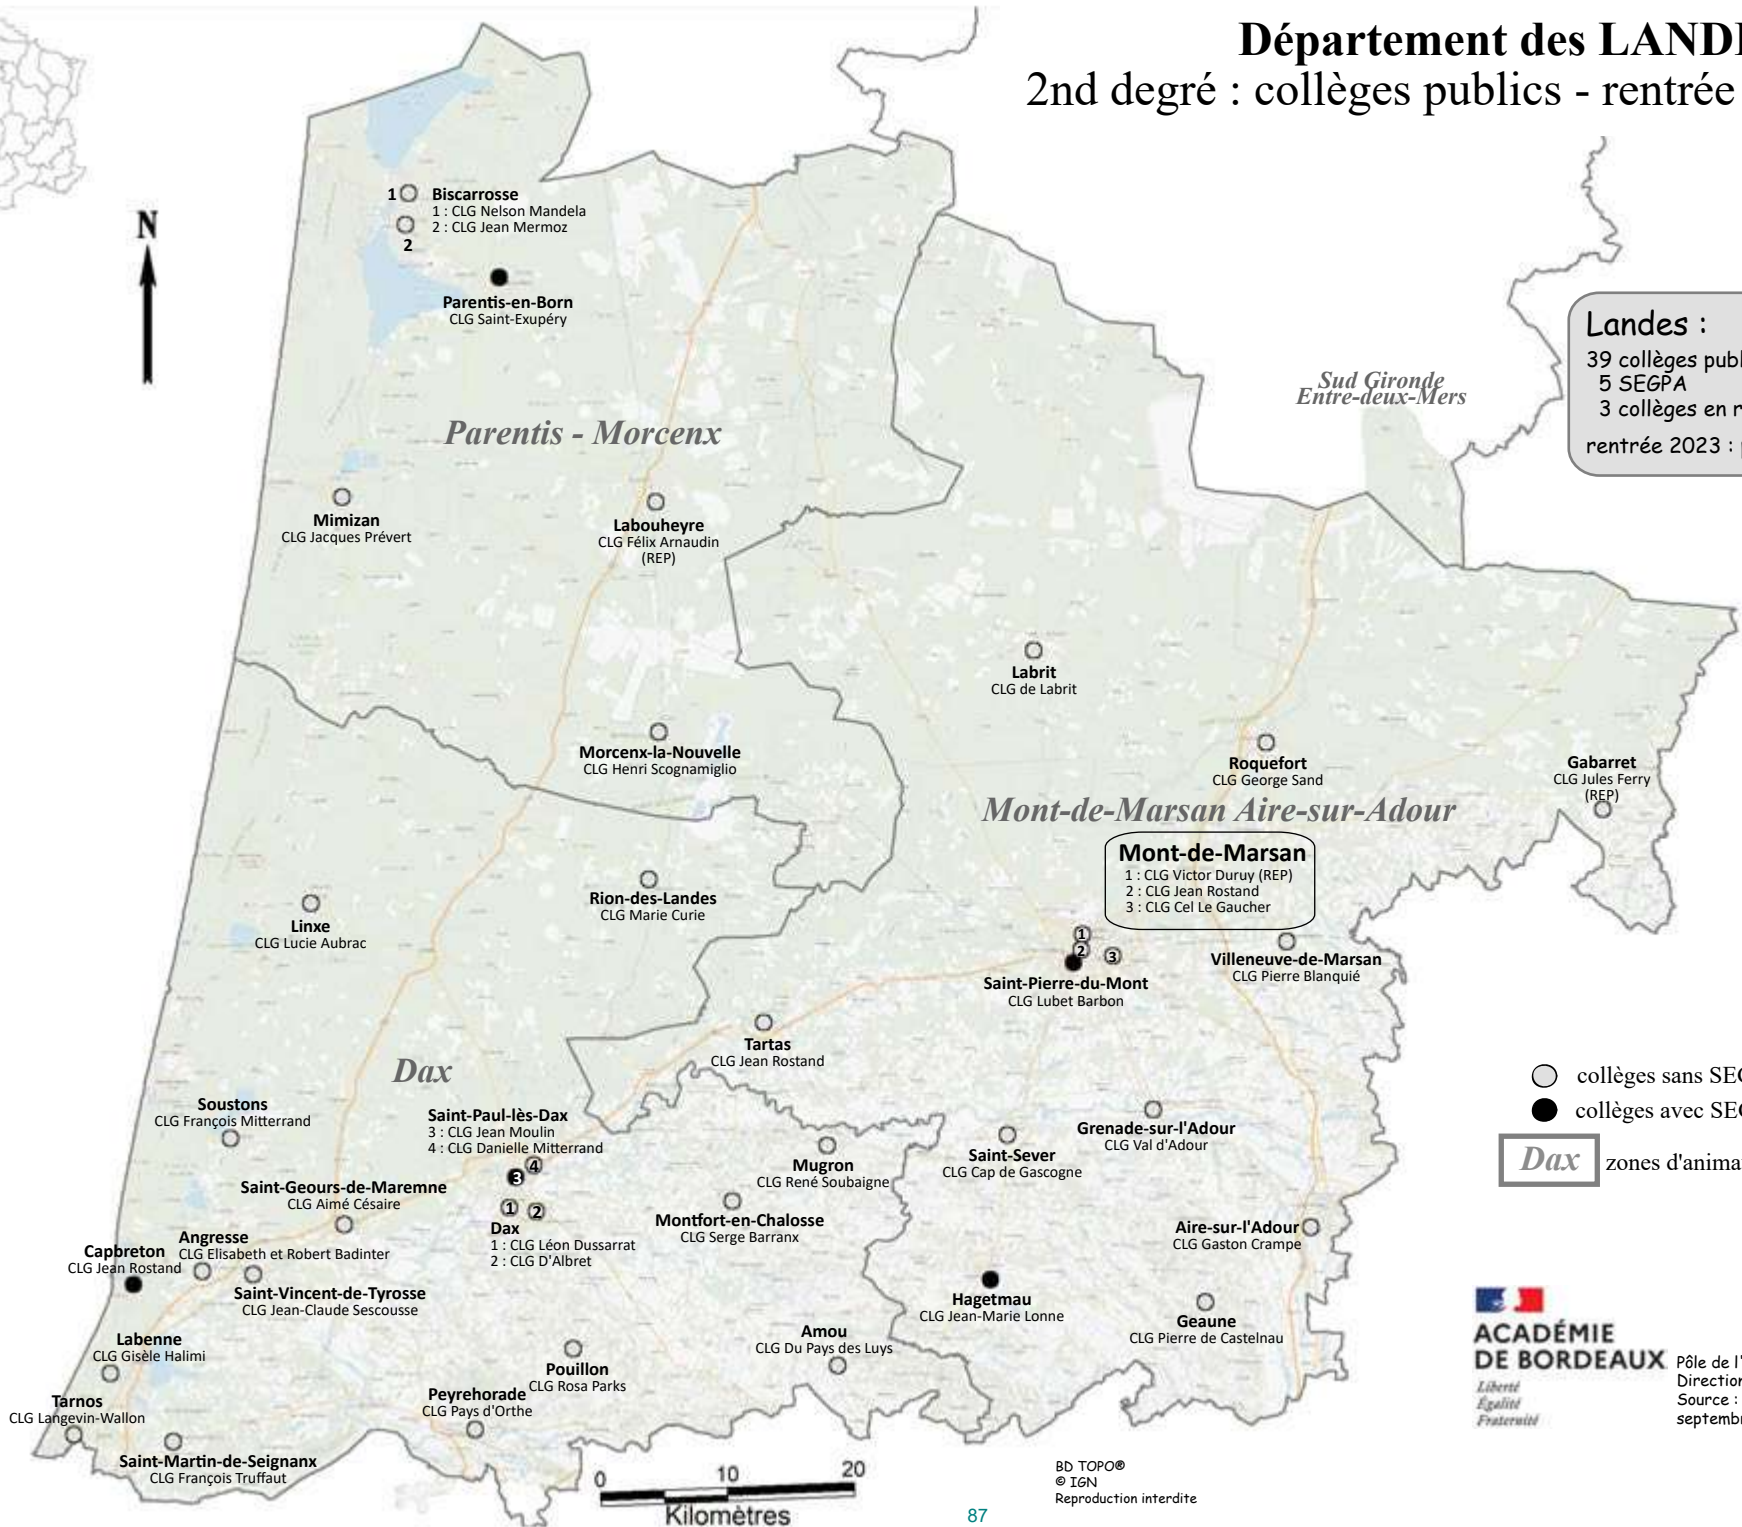 Département des LAND
2nd degré : collèges publics - rentrée
N
1
2
Biscarrosse
1 : CLG Nelson Mandela
2 : CLG Jean Mermoz
Parentis-en-Born
CLG Saint-Exupéry
Landes :
39 collèges publ
5 SEGPA
3 collèges en r
rentrée 2023 :
Sud Gironde
Entre-deux-Mers
Parentis - Morcenx
Mimizan
CLG Jacques Prévert
Labouheyre
CLG Félix Arnaudin
(REP)
Labrit
CLG de Labrit
Morcenx-la-Nouvelle
CLG Henri Scognamiglio
Roquefort
CLG George Sand
Gabarret
CLG Jules Ferry
(REP)
Mont-de-Marsan Aire-sur-Adour
Mont-de-Marsan
1 : CLG Victor Duruy (REP)
2 : CLG Jean Rostand
3 : CLG Cel Le Gaucher
Rion-des-Landes
CLG Marie Curie
Linxe
CLG Lucie Aubrac
1
2
3
Villeneuve-de-Marsan
CLG Pierre Blanquié
Saint-Pierre-du-Mont
CLG Lubet Barbon
Tartas
CLG Jean Rostand
Dax
Soustons
CLG François Mitterrand
Saint-Paul-lès-Dax
3 : CLG Jean Moulin
4 : CLG Danielle Mitterrand
4
3
1
2
Dax
1 : CLG Léon Dussarrat
2 : CLG D'Albret
Mugron
CLG René Soubaigne
Saint-Sever
CLG Cap de Gascogne
Grenade-sur-l'Adour
CLG Val d'Adour
collèges sans SE
collèges avec SE
Dax
zones d'anima
Saint-Geours-de-Maremne
CLG Aimé Césaire
Montfort-en-Chalosse
CLG Serge Barranx
Aire-sur-l'Adour
CLG Gaston Crampe
Angresse
CLG Elisabeth et Robert Badinter
Capbreton
CLG Jean Rostand
Saint-Vincent-de-Tyrosse
CLG Jean-Claude Sescousse
Hagetmau
CLG Jean-Marie Lonne
Geaune
CLG Pierre de Castelnau
Labenne
CLG Gisèle Halimi
Amou
CLG Du Pays des Luys
Pouillon
CLG Rosa Parks
Peyrehorade
CLG Pays d'Orthe
Tarnos
CLG Langevin-Wallon
Saint-Martin-de-Seignanx
CLG François Truffaut
ACADÉMIE
DE BORDEAUX
Liberté
Égalité
Fraternité
Pôle de l'
Direction
Source :
septemb
0 10 20
Kilomètres
BD TOPO®
© IGN
Reproduction interdite
87